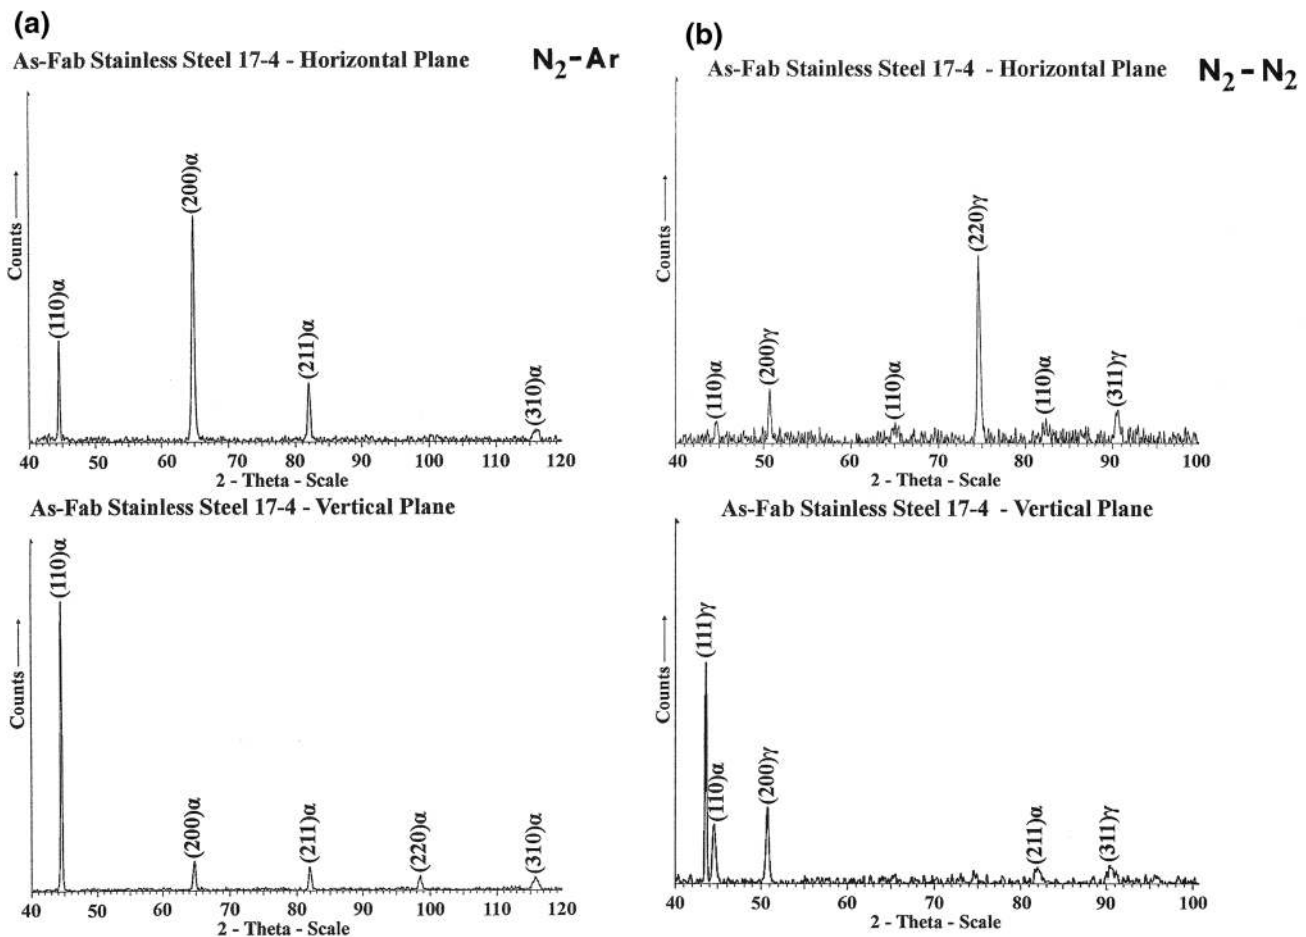 (a)
As-Fab Stainless Steel 17-4 - Horizontal Plane
N2-Ar
Counts
(110)α
(200)α
(211)α
(310)α
40 50 60 70 80 90 100 110 120
2 - Theta - Scale
As-Fab Stainless Steel 17-4 - Vertical Plane
Counts
(110)α
(200)α
(211)α
(220)α
(310)α
40 50 60 70 80 90 100 110 120
2 - Theta - Scale
(b)
As-Fab Stainless Steel 17-4 - Horizontal Plane
N2-N2
Counts
(110)α
(200)γ
(110)α
(220)γ
(110)α
(311)γ
40 50 60 70 80 90 100
2 - Theta - Scale
As-Fab Stainless Steel 17-4 - Vertical Plane
Counts
(111)γ
(110)α
(200)γ
(211)α
(311)γ
40 50 60 70 80 90 100
2 - Theta - Scale